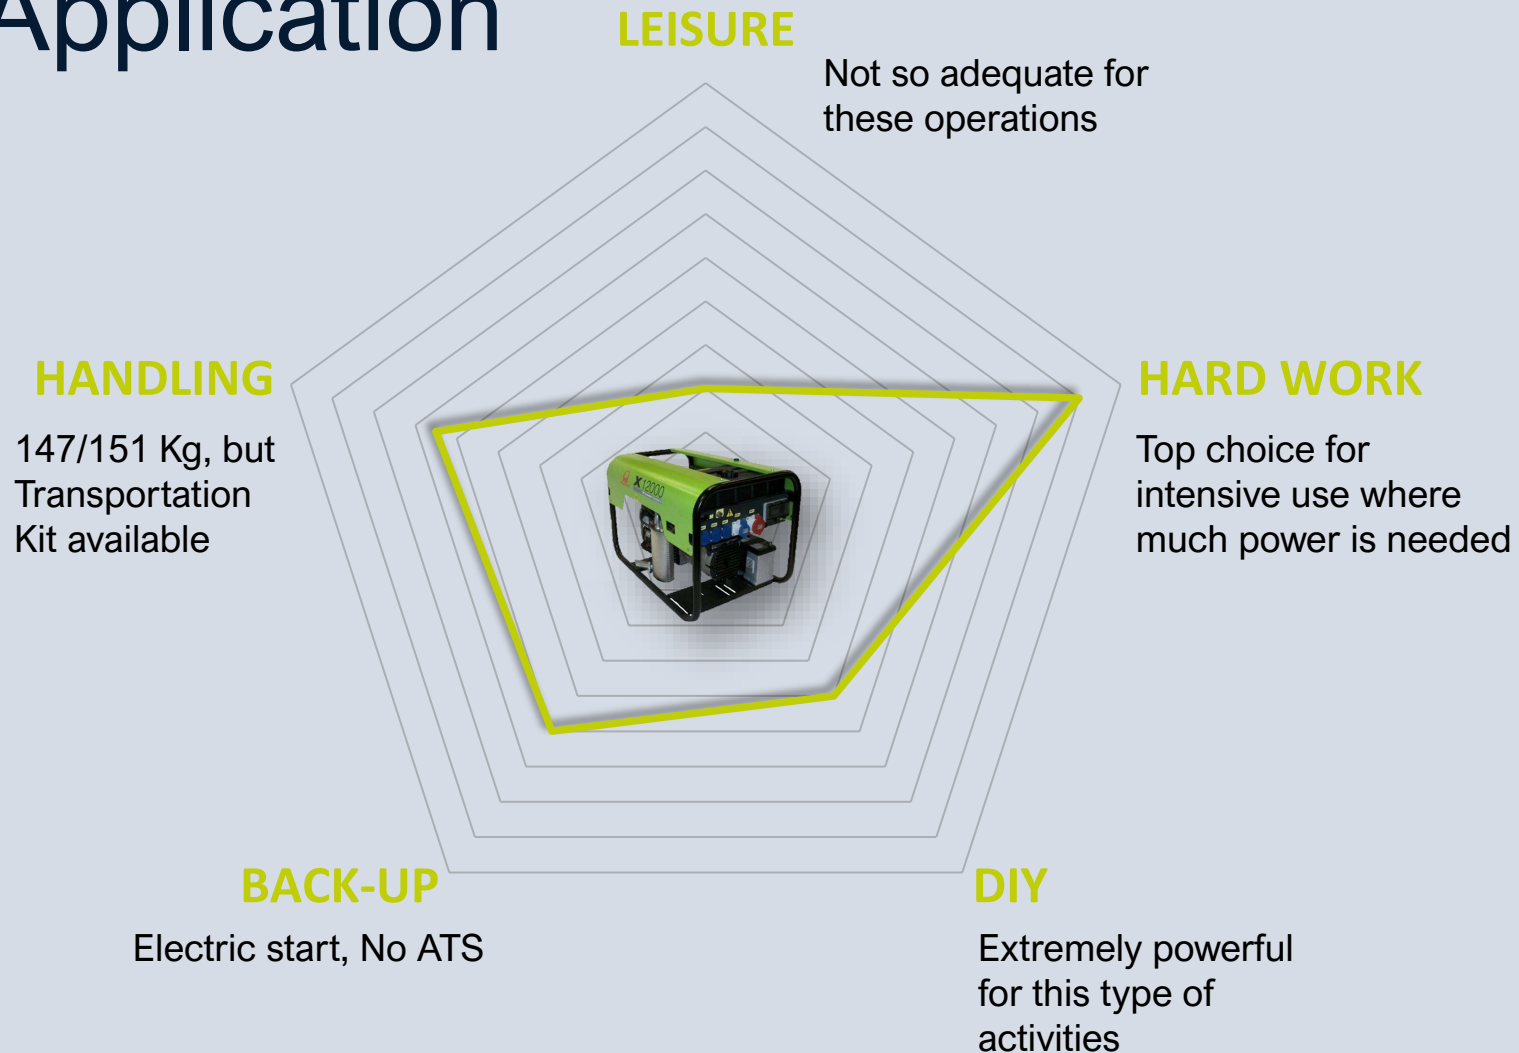 Application
LEISURE
Not so adequate for
these operations
HANDLING
147/151 Kg, but
Transportation
Kit available
HARD WORK
Top choice for
intensive use where
much power is needed
X12000
BACK-UP
Electric start, No ATS
DIY
Extremely powerful
for this type of
activities